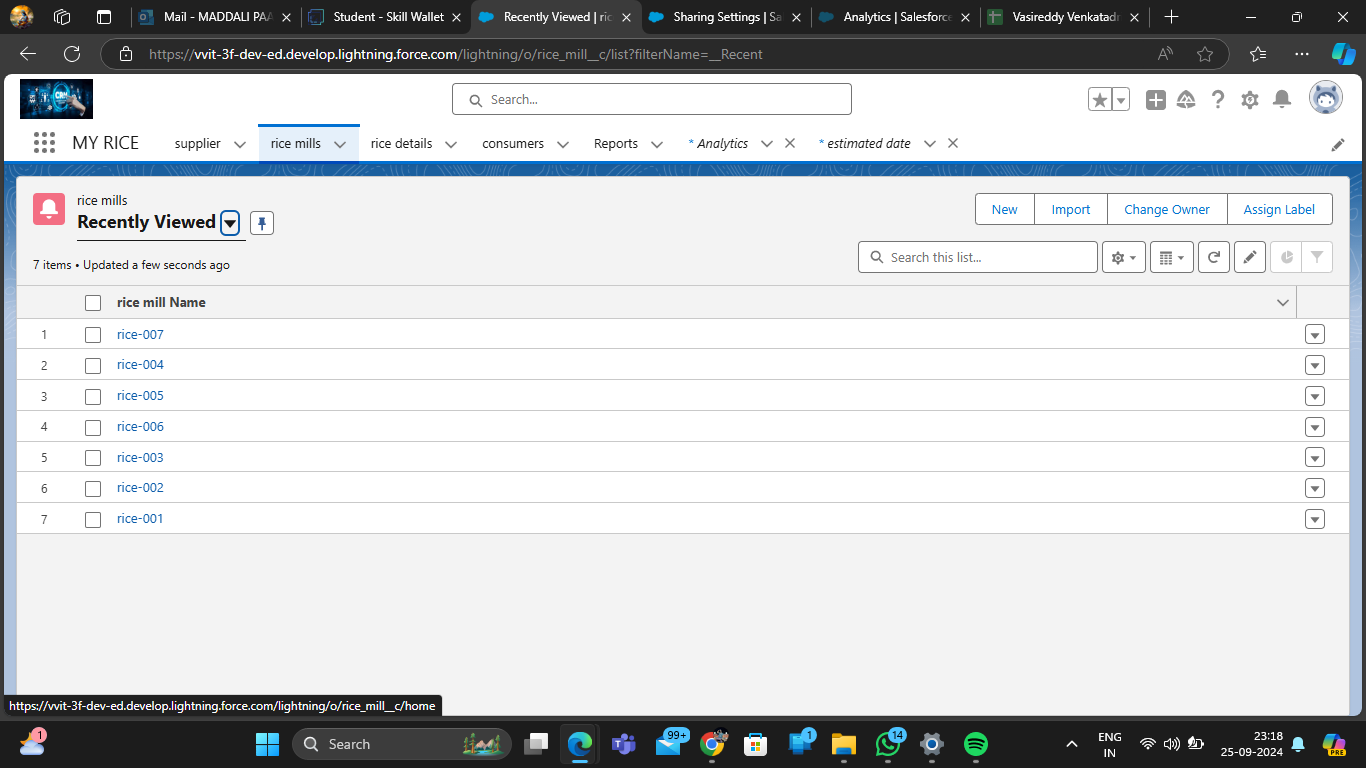 Mail - MADDALI PAA
Student - Skill Wallet
Recently Viewed | ric
Sharing Settings | Sa
Analytics | Salesforce
Vasireddy Venkatadr
https://vvit-3f-dev-ed.develop.lightning.force.com/lightning/o/rice_mill__c/list?filterName=__Recent
CRM
Search...
MY RICE
supplier
rice mills
rice details
consumers
Reports
* Analytics
* estimated date
rice mills
Recently Viewed
New
Import
Change Owner
Assign Label
7 items • Updated a few seconds ago
Search this list...
rice mill Name
1 rice-007
2 rice-004
3 rice-005
4 rice-006
5 rice-003
6 rice-002
7 rice-001
https://vvit-3f-dev-ed.develop.lightning.force.com/lightning/o/rice_mill__c/home
1
Search
99+
1
14
ENG
IN
23:18
25-09-2024
PRE